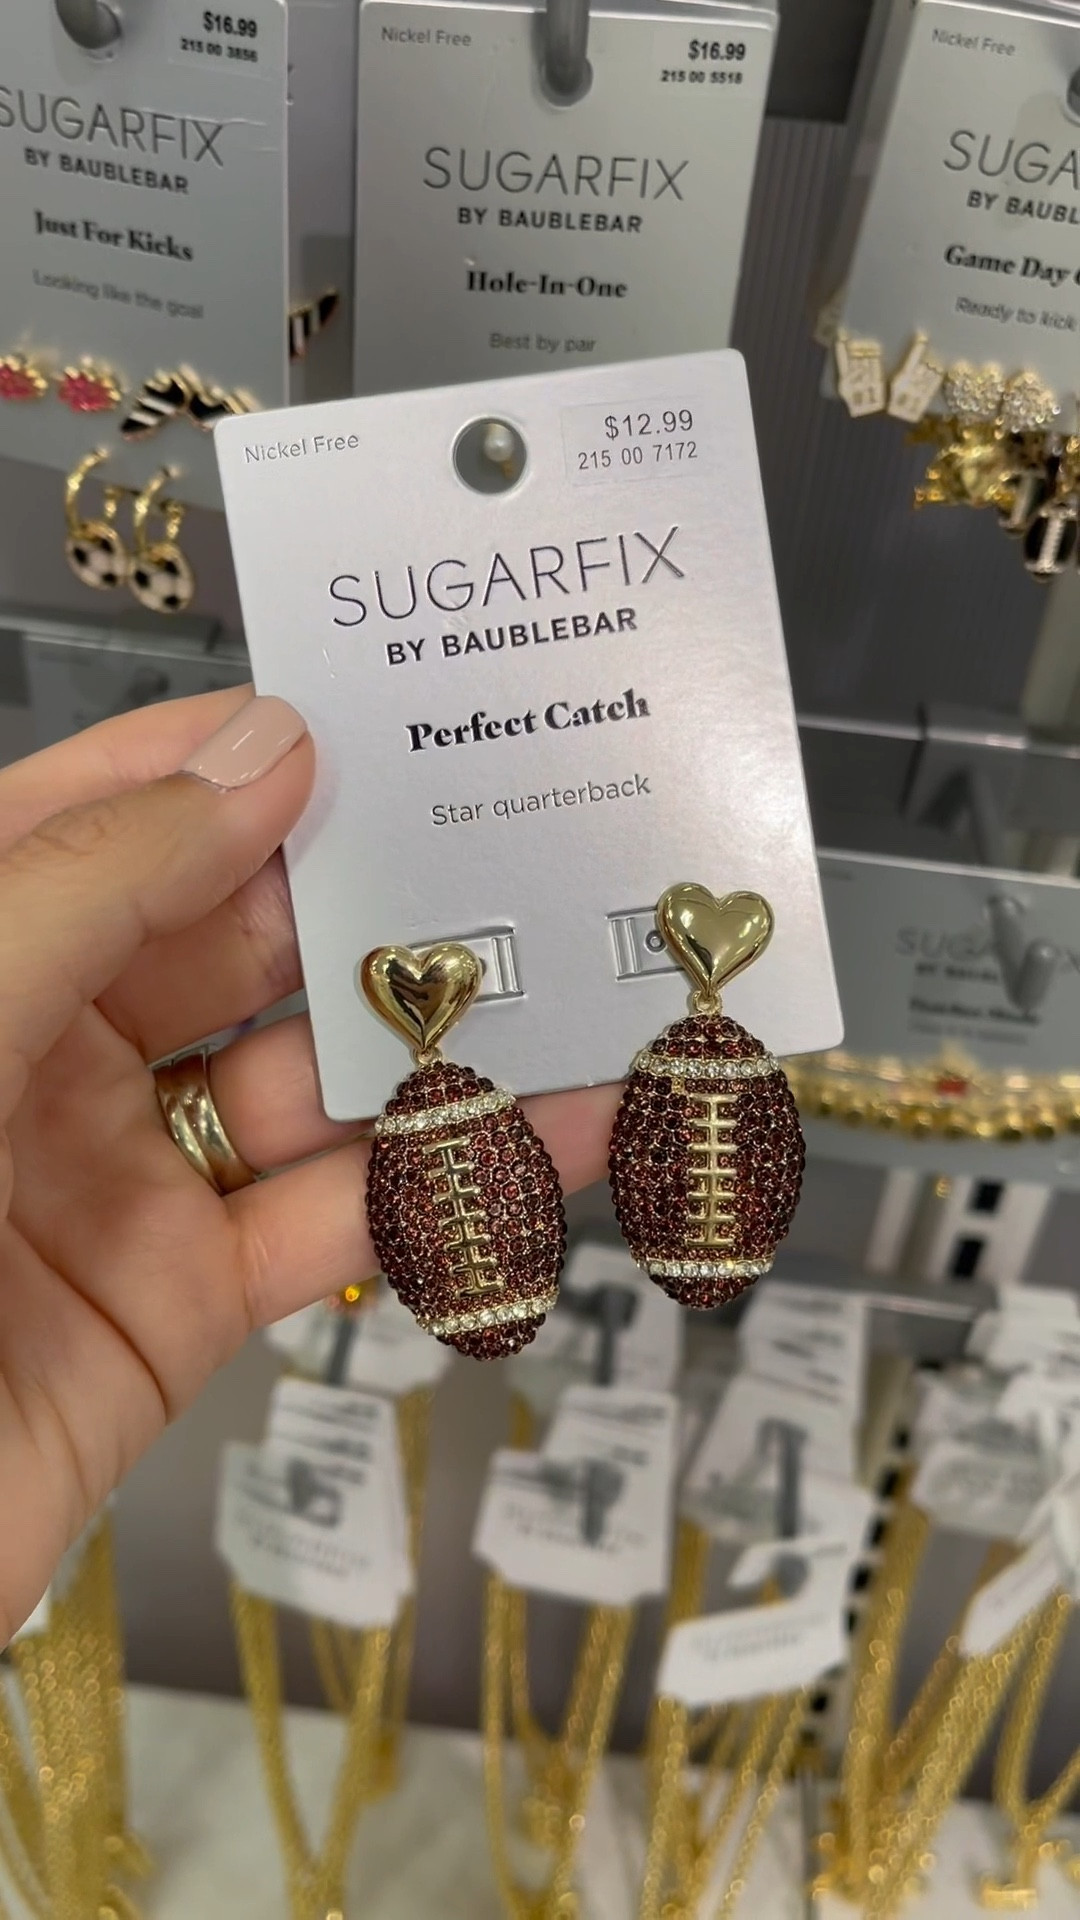 $16.99
215 00 3856
SUGARFIX
BY BAUBLEBAR
Just For Kicks
Looking like the goal
Nickel Free
$16.99
215 00 5518
SUGARFIX
BY BAUBLEBAR
Hole-In-One
Best by pair
Nickel Free
SUGA
BY BAUBL
Game Day
Ready to kick
#1
Nickel Free
$12.99
215 00 7172
SUGARFIX
BY BAUBLEBAR
Perfect Catch
Star quarterback